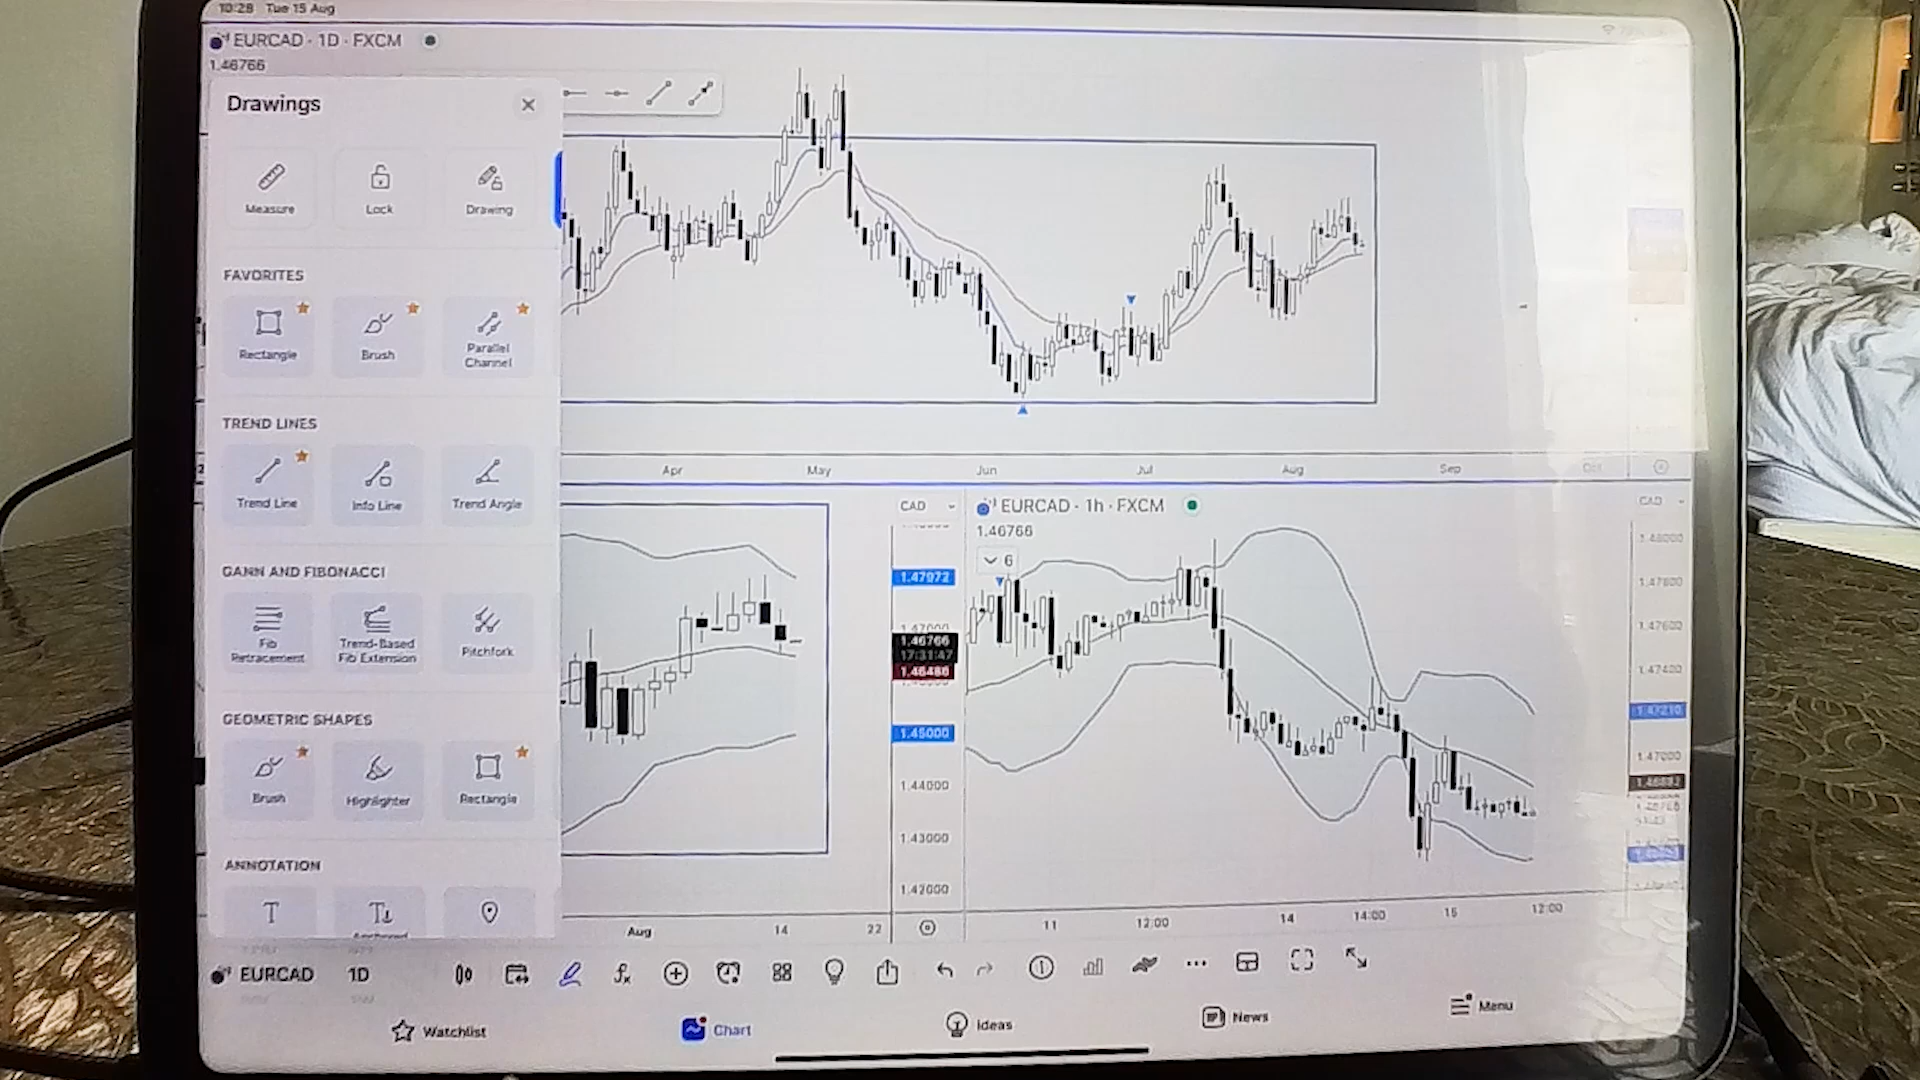 10:28 Tue 15 Aug
EURCAD · 1D · FXCM
1.46766
Drawings
Measure
Lock
Drawing
FAVORITES
Rectangle
Brush
Parallel
Channel
TREND LINES
Trend Line
Info Line
Trend Angle
GANN AND FIBONACCI
Fib
Retracement
Trend-Based
Fib Extension
Pitchfork
GEOMETRIC SHAPES
Brush
Highlighter
Rectangle
ANNOTATION
T
Apr
May
Jun
Jul
Aug
Sep
Oct
CAD
1.47972
1.47000
1.46766
17:31:47
1.46486
1.45000
1.44000
1.43000
1.42000
Aug
14
22
EURCAD · 1h · FXCM
1.46766
6
CAD
1.48000
1.47800
1.47600
1.47400
1.47210
1.47000
11
12:00
14
14:00
15
12:00
EURCAD
1D
Watchlist
Chart
Ideas
News
Menu